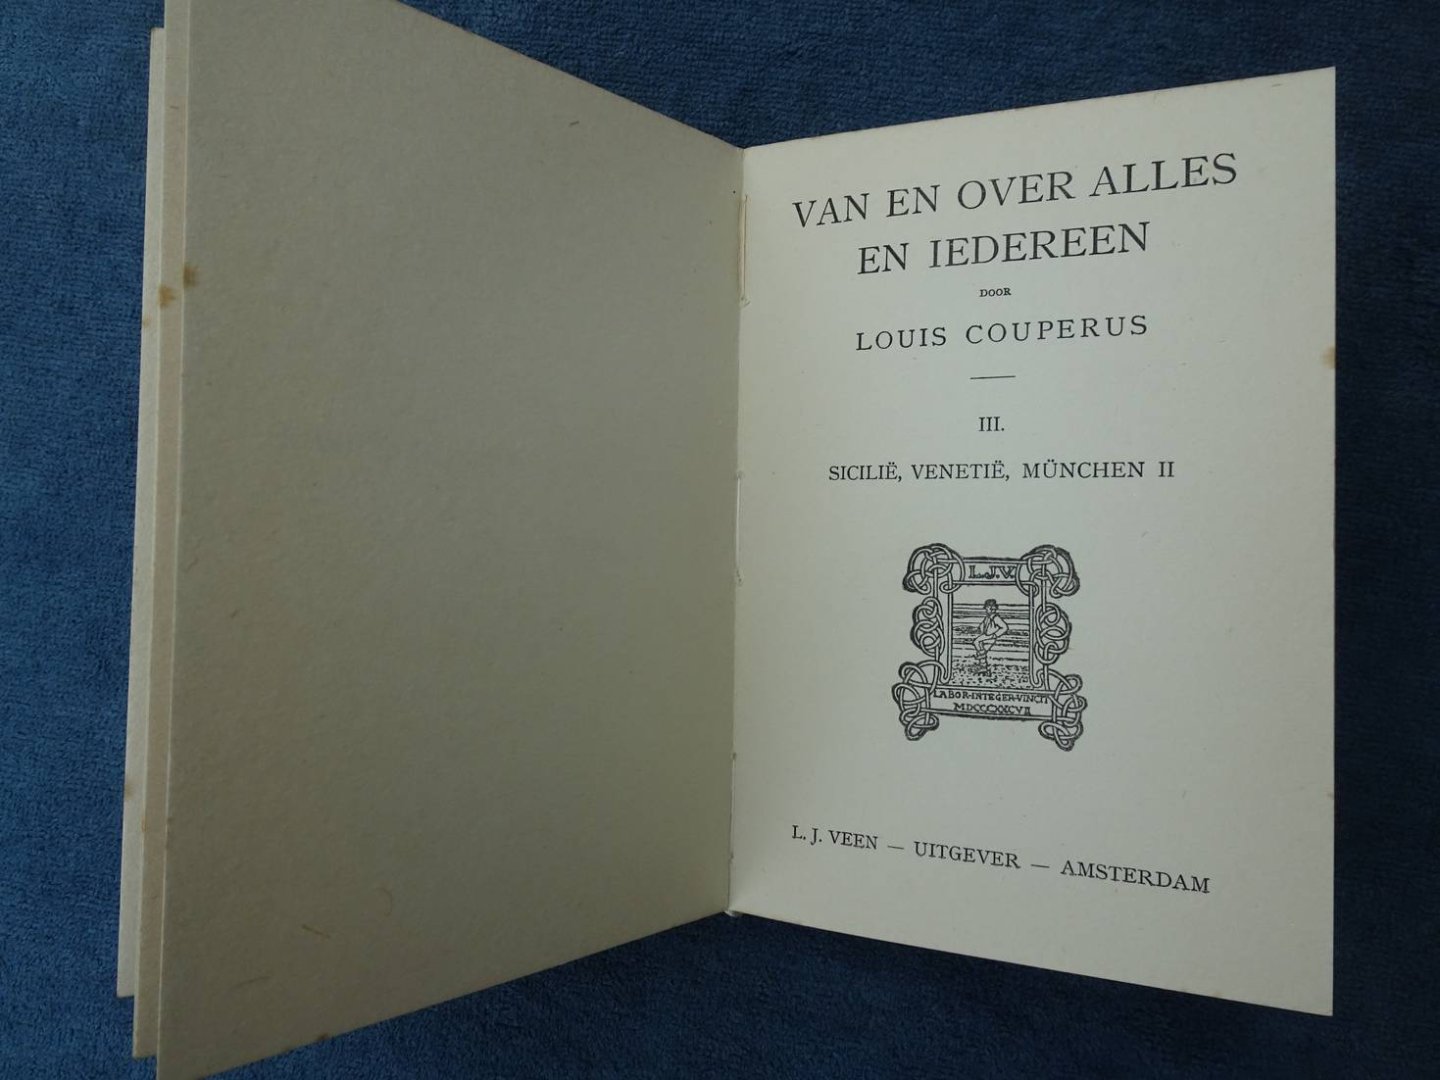 VAN EN OVER ALLES
EN IEDEREEN
DOOR
LOUIS COUPERUS
III.
SICILIË, VENETIË, MÜNCHEN II
L.J.V.
LABOR·INTEGER·VINCIT
L. J. VEEN — UITGEVER — AMSTERDAM